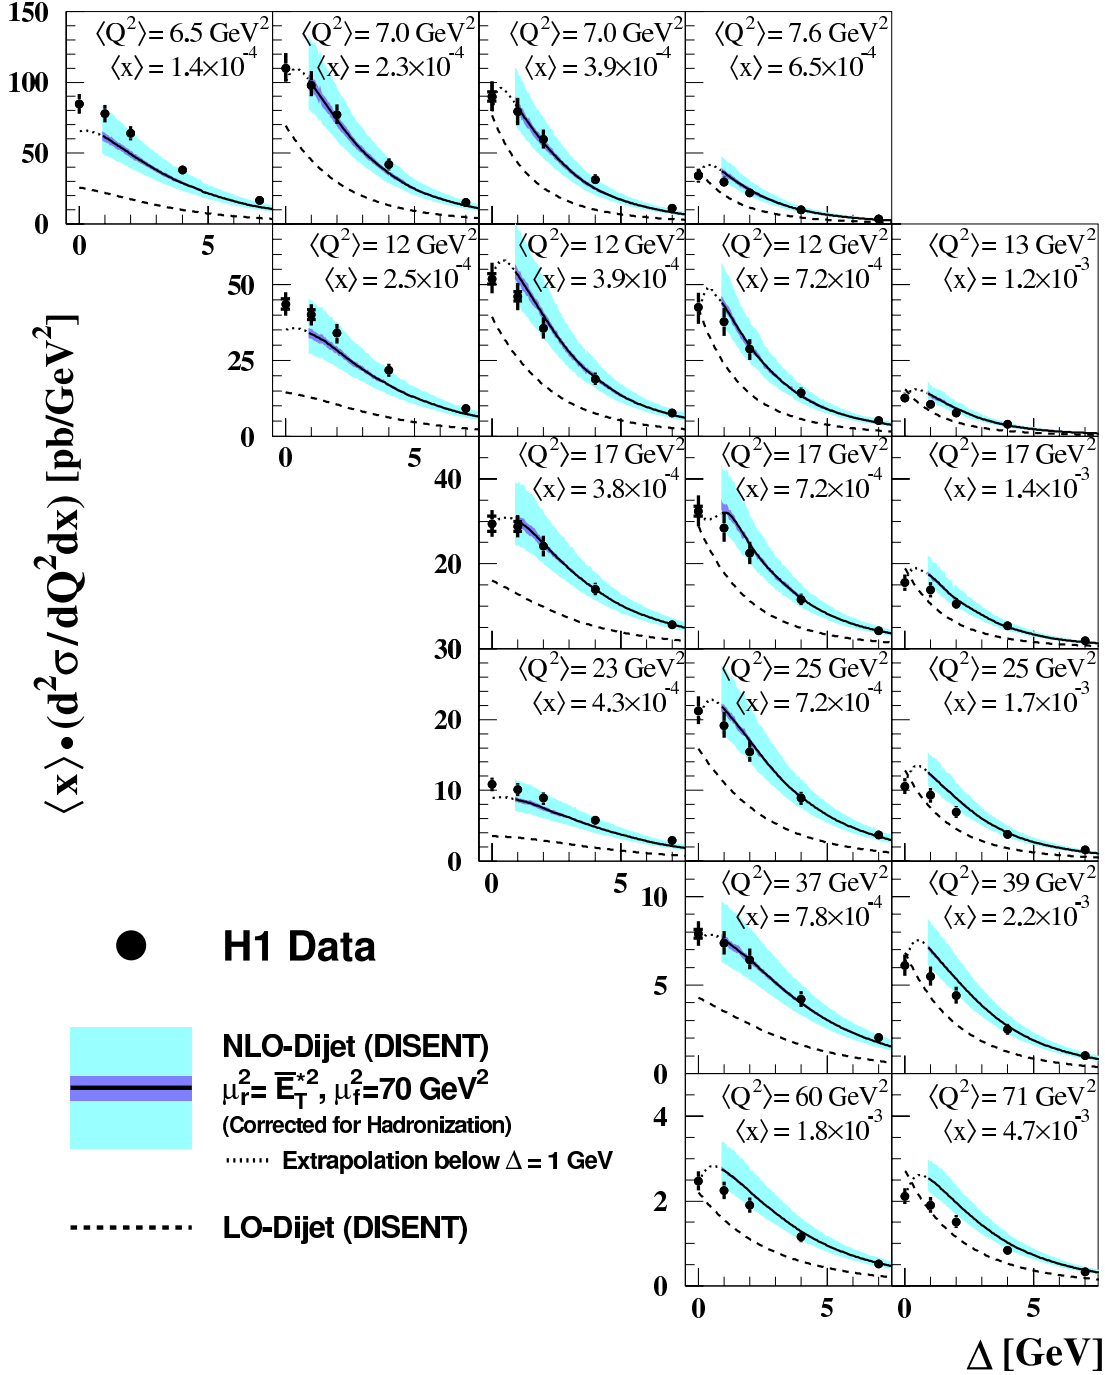 150
100
50
0
⟨Q²⟩= 6.5 GeV²
⟨x⟩ = 1.4×10⁻⁴
⟨Q²⟩= 7.0 GeV²
⟨x⟩ = 2.3×10⁻⁴
⟨Q²⟩= 7.0 GeV²
⟨x⟩ = 3.9×10⁻⁴
⟨Q²⟩= 7.6 GeV²
⟨x⟩ = 6.5×10⁻⁴
0 5
50
25
0
⟨Q²⟩= 12 GeV²
⟨x⟩ = 2.5×10⁻⁴
⟨Q²⟩= 12 GeV²
⟨x⟩ = 3.9×10⁻⁴
⟨Q²⟩= 12 GeV²
⟨x⟩ = 7.2×10⁻⁴
⟨Q²⟩= 13 GeV²
⟨x⟩ = 1.2×10⁻³
0 5
40
20
30
⟨Q²⟩= 17 GeV²
⟨x⟩ = 3.8×10⁻⁴
⟨Q²⟩= 17 GeV²
⟨x⟩ = 7.2×10⁻⁴
⟨Q²⟩= 17 GeV²
⟨x⟩ = 1.4×10⁻³
20
10
0
⟨Q²⟩= 23 GeV²
⟨x⟩ = 4.3×10⁻⁴
⟨Q²⟩= 25 GeV²
⟨x⟩ = 7.2×10⁻⁴
⟨Q²⟩= 25 GeV²
⟨x⟩ = 1.7×10⁻³
0 5
10
5
0
⟨Q²⟩= 37 GeV²
⟨x⟩ = 7.8×10⁻⁴
⟨Q²⟩= 39 GeV²
⟨x⟩ = 2.2×10⁻³
4
2
0
⟨Q²⟩= 60 GeV²
⟨x⟩ = 1.8×10⁻³
⟨Q²⟩= 71 GeV²
⟨x⟩ = 4.7×10⁻³
0 5
0 5
Δ [GeV]
⟨x⟩•(d²σ/dQ²dx) [pb/GeV²]
H1 Data
NLO-Dijet (DISENT)
μ_r²= E̅_T*², μ_f²=70 GeV²
(Corrected for Hadronization)
Extrapolation below Δ = 1 GeV
LO-Dijet (DISENT)